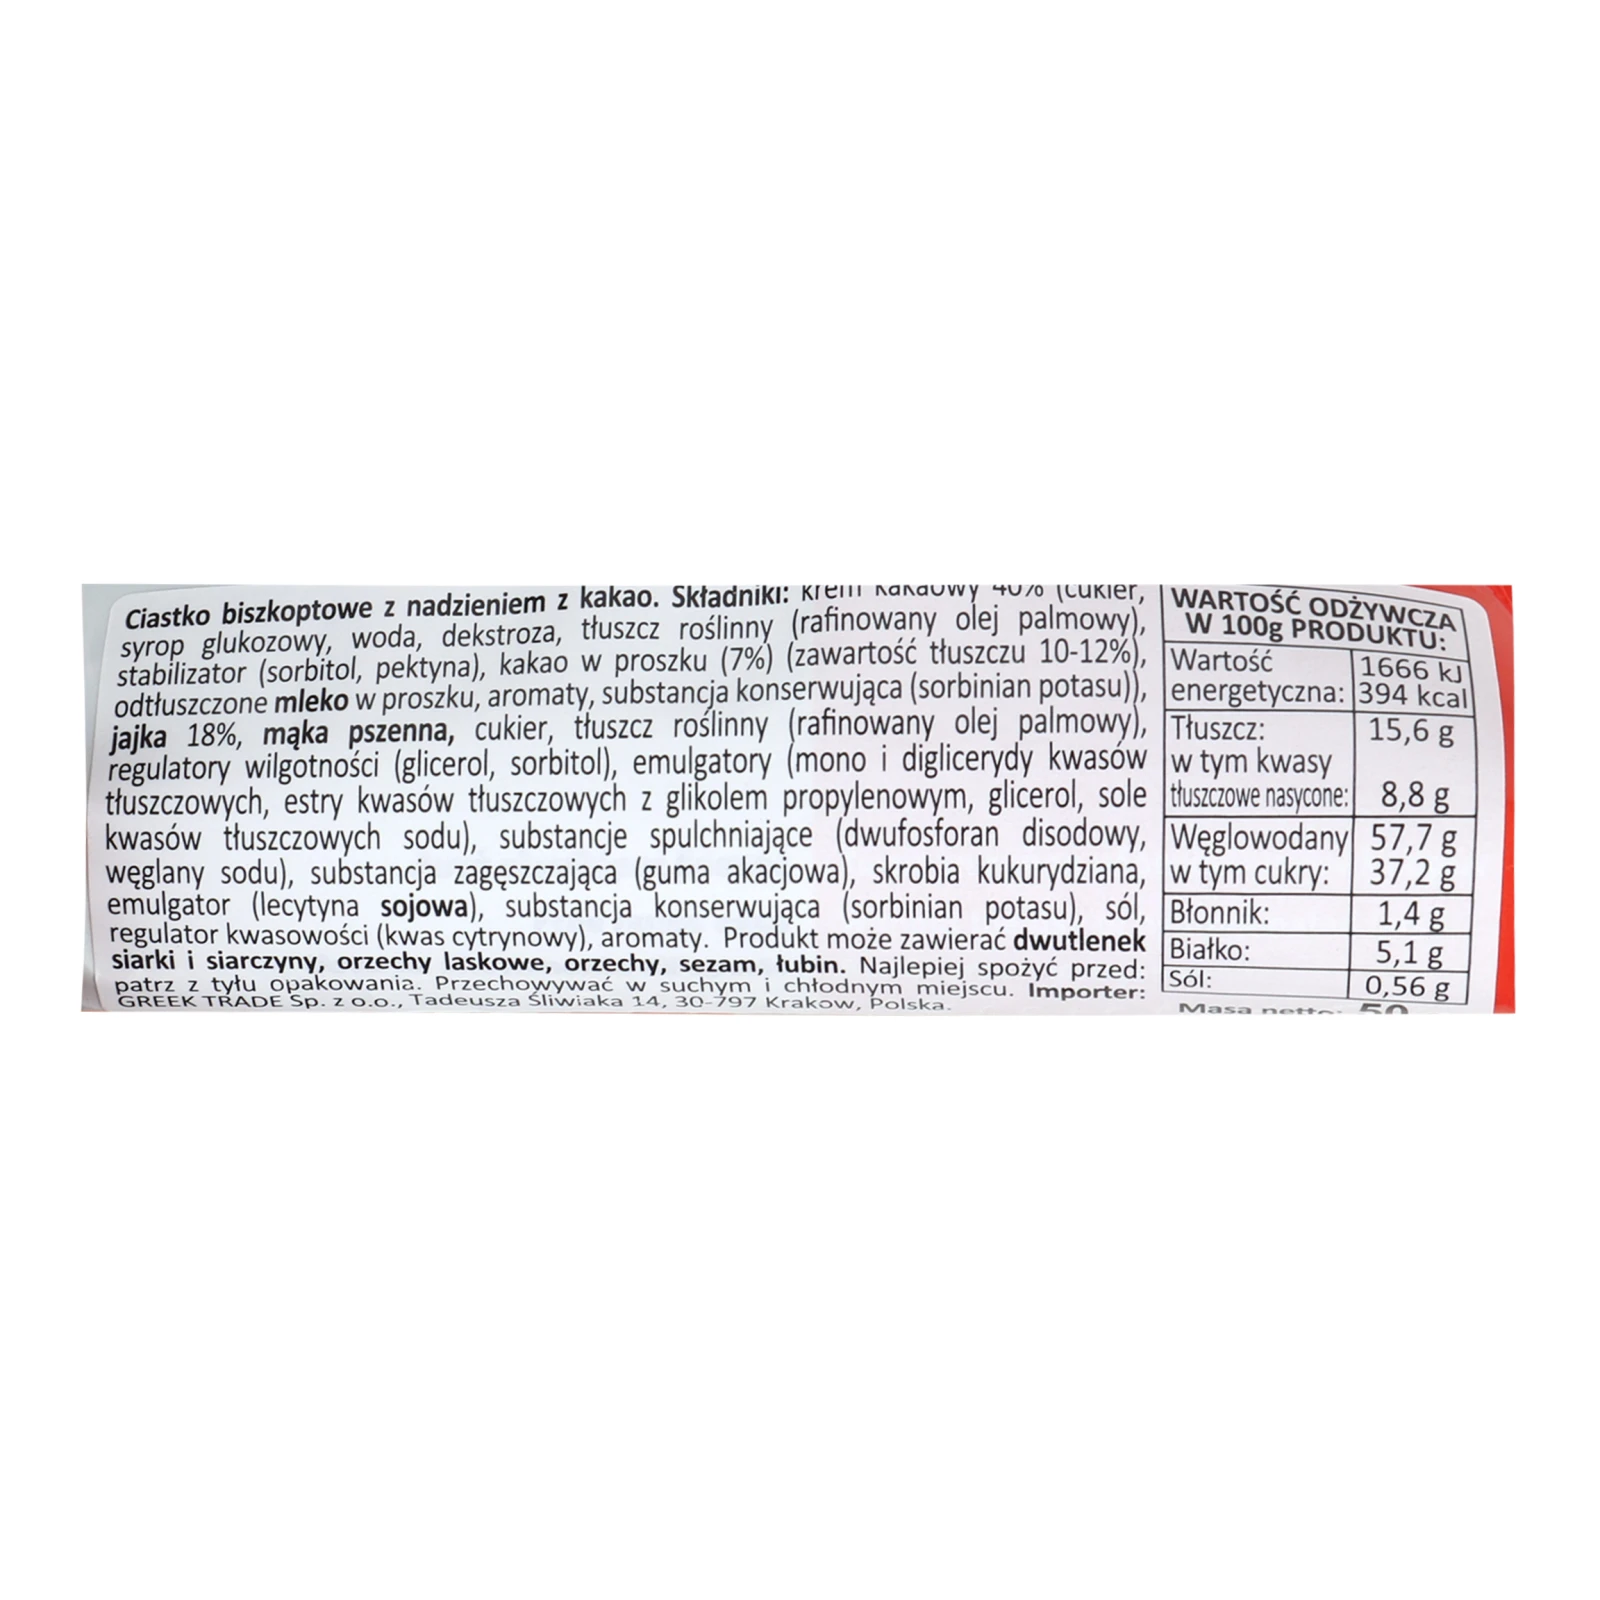 Ciastko biszkoptowe z nadzieniem z kakao. Składniki: krem kakaowy 40% (cukier,
syrop glukozowy, woda, dekstroza, tłuszcz roślinny (rafinowany olej palmowy),
stabilizator (sorbitol, pektyna), kakao w proszku (7%) (zawartość tłuszczu 10-12%),
odtłuszczone mleko w proszku, aromaty, substancja konserwująca (sorbinian potasu)),
jajka 18%, mąka pszenna, cukier, tłuszcz roślinny (rafinowany olej palmowy),
regulatory wilgotności (glicerol, sorbitol), emulgatory (mono i diglicerydy kwasów
tłuszczowych, estry kwasów tłuszczowych z glikolem propylenowym, glicerol, sole
kwasów tłuszczowych sodu), substancje spulchniające (dwufosforan disodowy,
węglany sodu), substancja zagęszczająca (guma akacjowa), skrobia kukurydziana,
emulgator (lecytyna sojowa), substancja konserwująca (sorbinian potasu), sól,
regulator kwasowości (kwas cytrynowy), aromaty. Produkt może zawierać dwutlenek
siarki i siarczyny, orzechy laskowe, orzechy, sezam, łubin. Najlepiej spożyć przed:
patrz z tyłu opakowania. Przechowywać w suchym i chłodnym miejscu. Importer:
GREEK TRADE Sp. z o.o., Tadeusza Śliwiaka 14, 30-797 Krakow, Polska.
WARTOŚĆ ODŻYWCZA
W 100g PRODUKTU:
Wartość 1666 kJ
energetyczna: 394 kcal
Tłuszcz: 15,6 g
w tym kwasy
tłuszczowe nasycone: 8,8 g
Węglowodany 57,7 g
w tym cukry: 37,2 g
Błonnik: 1,4 g
Białko: 5,1 g
Sól: 0,56 g
Masa netto: 50